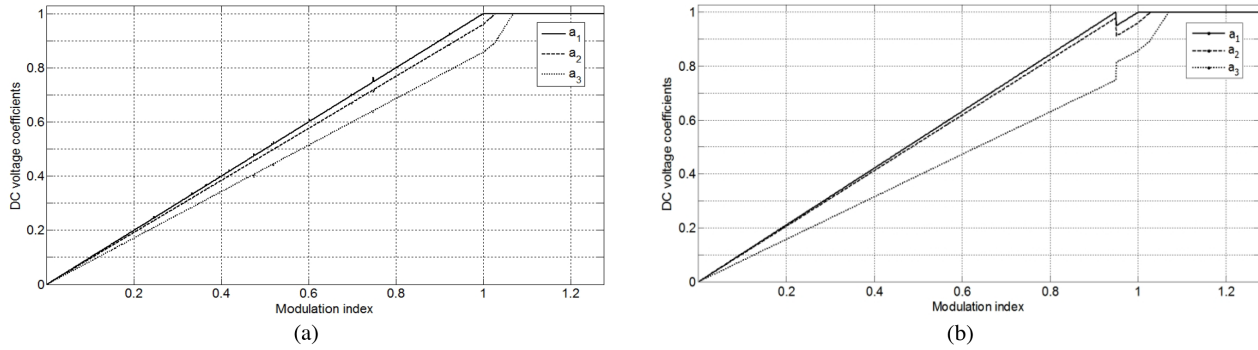 1
0.8
0.6
0.4
0.2
0
DC voltage coefficients
0.2 0.4 0.6 0.8 1 1.2
Modulation index
a1
a2
a3
(a)
1
0.8
0.6
0.4
0.2
0
DC voltage coefficients
0.2 0.4 0.6 0.8 1 1.2
Modulation index
a1
a2
a3
(b)